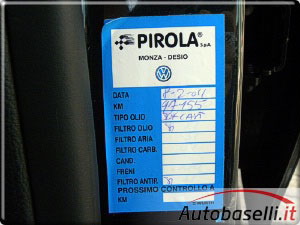 PIROLA® SpA
MONZA - DESIO
DATA
KM 97155
TIPO OLIO
FILTRO OLIO
FILTRO ARIA
FILTRO CARB.
CAND.
FRENI
FILTRO ANTIP.
PROSSIMO CONTROLLO A
KM
Autobaselli.it